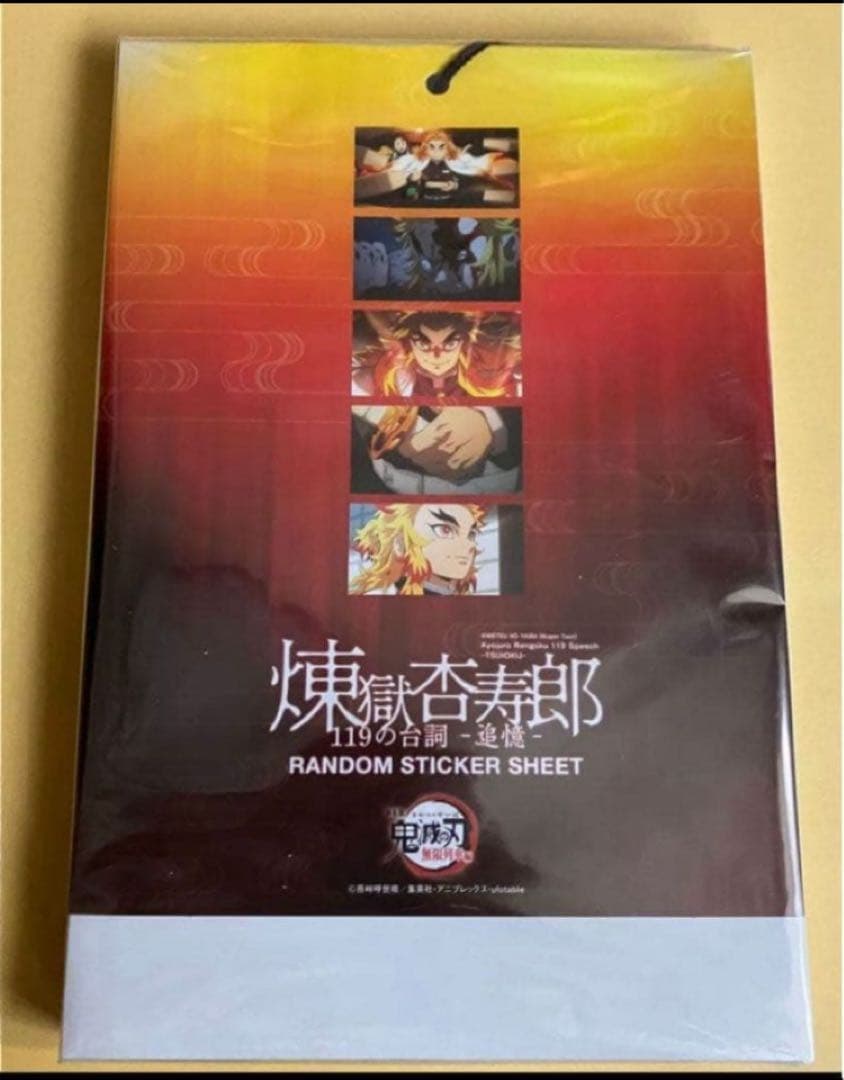 -KIMETSU NO YAIBA Mugen Train-
Kyojuro Rengoku 119 Speech
-TSUIOKU-
煉獄杏寿郎
119の台詞 -追憶-
RANDOM STICKER SHEET
鬼滅の刃
無限列車編
©吾峠呼世晴／集英社・アニプレックス・ufotable